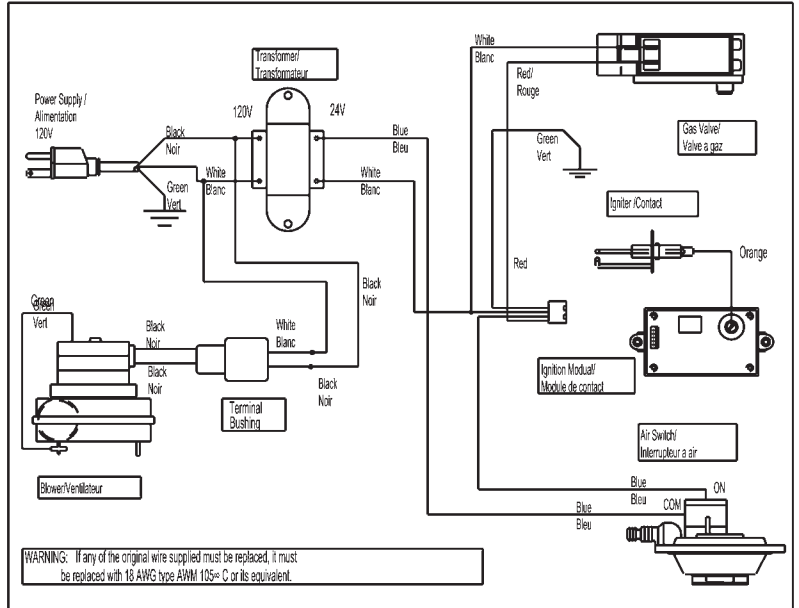 Power Supply /
Alimentation
120V
Black
Noir
White
Blanc
Green
Vert
Transformer/
Transformateur
120V
24V
Blue
Bleu
White
Blanc
White
Blanc
Red/
Rouge
Green
Vert
Gas Valve/
Valve a gaz
Igniter /Contact
Orange
Red
Ignition Modual/
Module de contact
Black
Noir
Green
Green
Vert
Black
Noir
Black
Noir
White
Blanc
Black
Noir
Terminal
Bushing
Blower/Ventilateur
Air Switch/
Interrupteur a air
Blue
Bleu
ON
COM
Blue
Bleu
WARNING: If any of the original wire supplied must be replaced, it must
be replaced with 18 AWG type AWM 105∞ C or its equivalent.